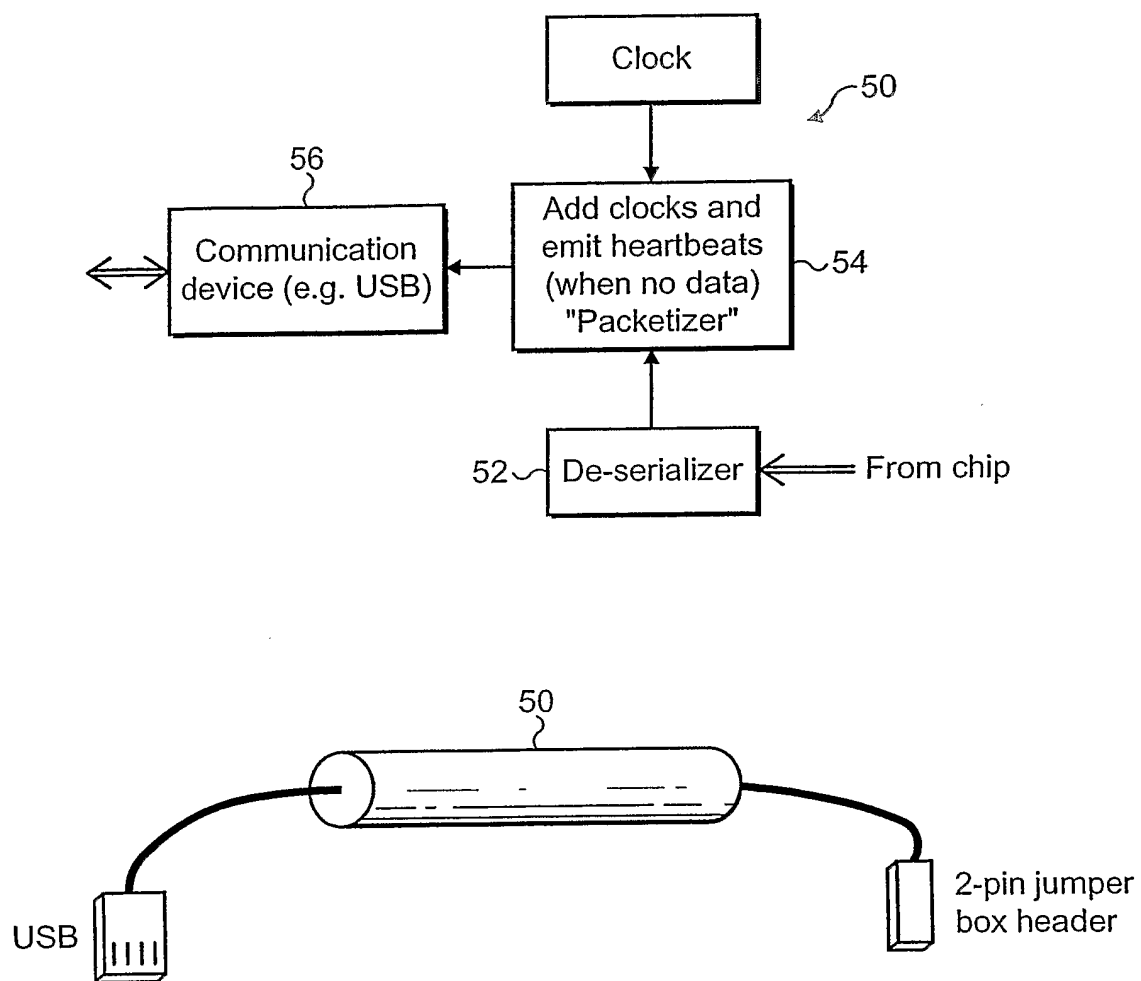 Clock
50
56
Communication
device (e.g. USB)
Add clocks and
emit heartbeats
(when no data)
"Packetizer"
54
52
De-serializer
From chip
50
USB
2-pin jumper
box header